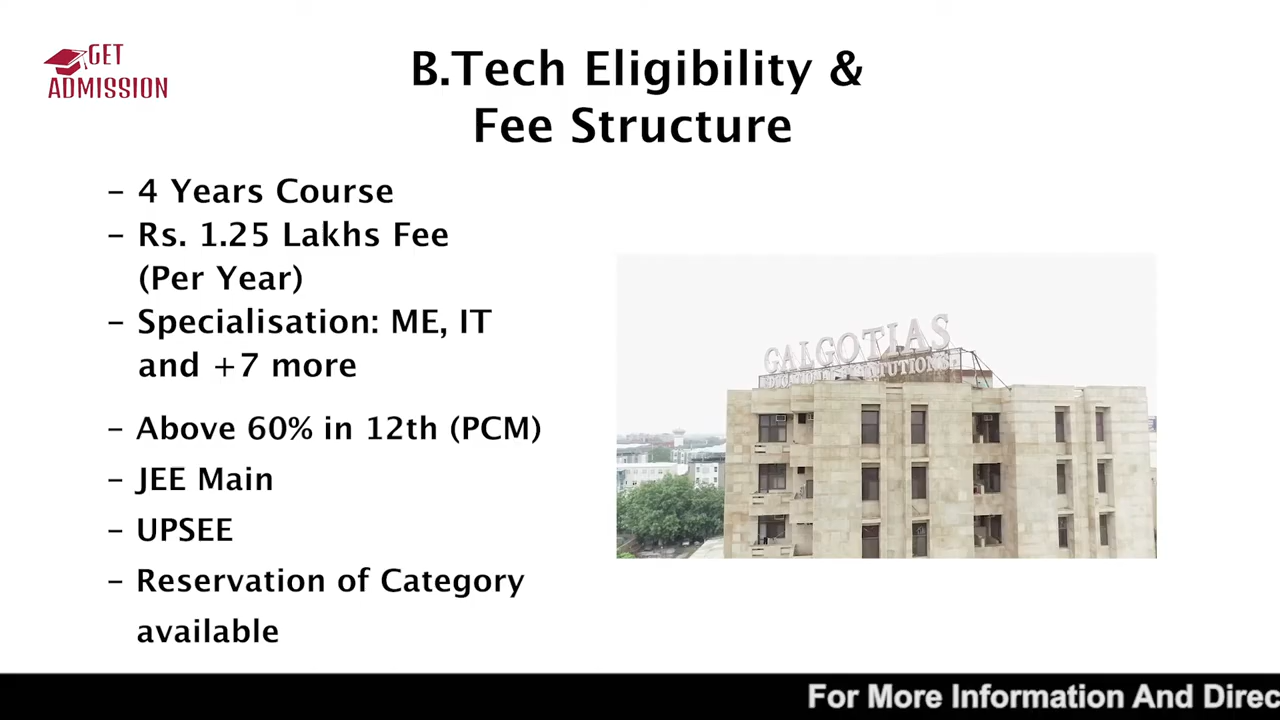 GET
ADMISSION
B.Tech Eligibility &
Fee Structure
– 4 Years Course
– Rs. 1.25 Lakhs Fee
(Per Year)
– Specialisation: ME, IT
and +7 more
– Above 60% in 12th (PCM)
– JEE Main
– UPSEE
– Reservation of Category
available
GALGOTIAS
For More Information And Direc